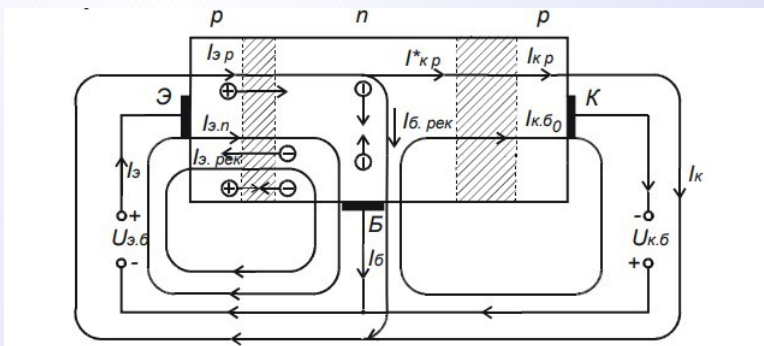 p n p
Iэ p I*к p Iк p
Э К
Iэ.n Iб. рек Iк.б0
Iэ. рек
Iэ Iк
+ Б -
Uэ.б Uк.б
- Iб +